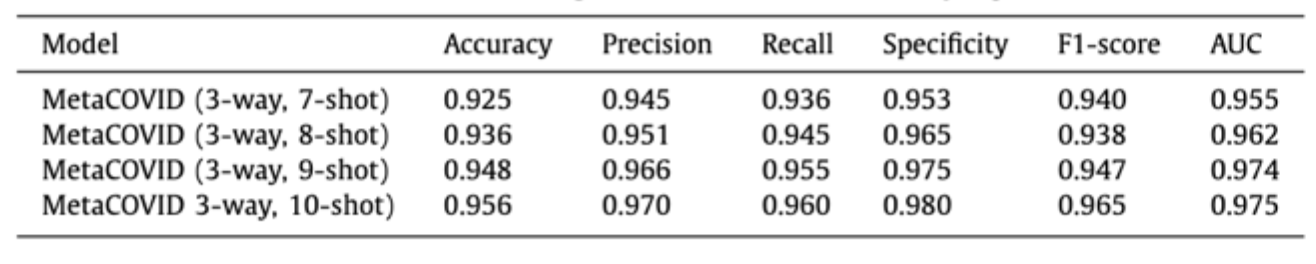 Model Accuracy Precision Recall Specificity F1-score AUC
MetaCOVID (3-way, 7-shot) 0.925 0.945 0.936 0.953 0.940 0.955
MetaCOVID (3-way, 8-shot) 0.936 0.951 0.945 0.965 0.938 0.962
MetaCOVID (3-way, 9-shot) 0.948 0.966 0.955 0.975 0.947 0.974
MetaCOVID 3-way, 10-shot) 0.956 0.970 0.960 0.980 0.965 0.975